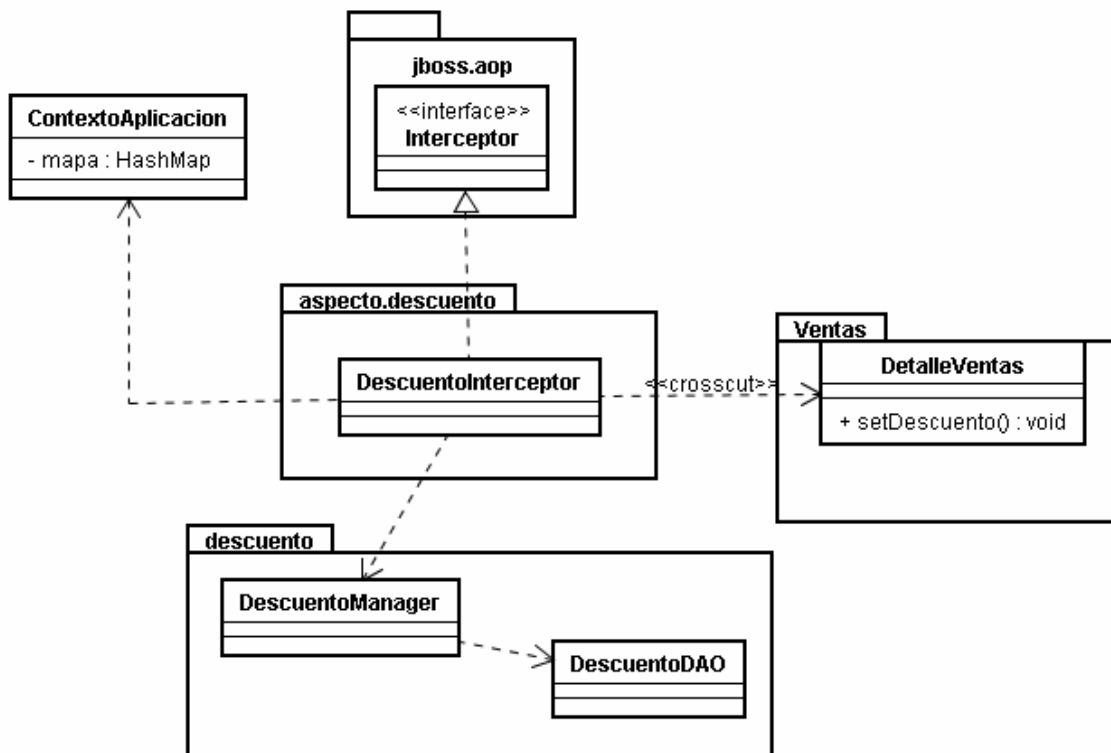 jboss.aop
<<interface>>
Interceptor
ContextoAplicacion
- mapa : HashMap
aspecto.descuento
DescuentoInterceptor
<<crosscut>>
Ventas
DetalleVentas
+ setDescuento() : void
descuento
DescuentoManager
DescuentoDAO